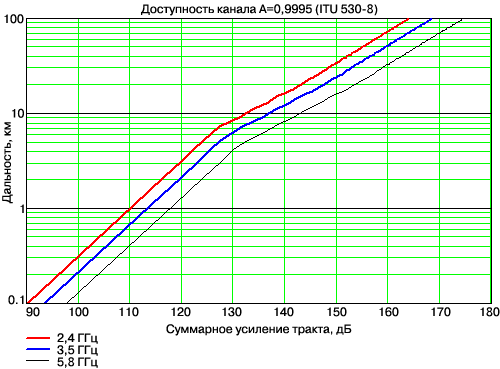 Доступность канала A=0,9995 (ITU 530-8)
Дальность, км
100
10
1
0.1
90 100 110 120 130 140 150 160 170 180
Суммарное усиление тракта, дБ
2,4 ГГц
3,5 ГГц
5,8 ГГц